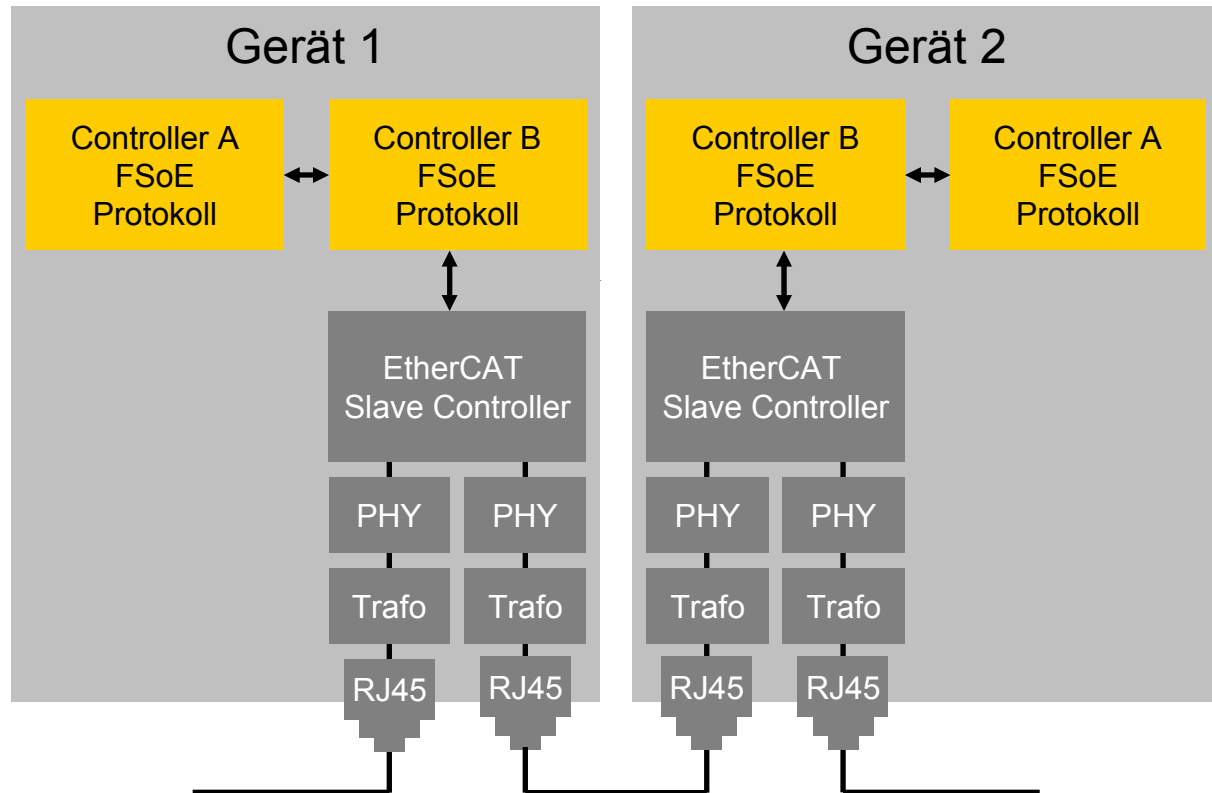 Gerät 1
Gerät 2
Controller A
FSoE
Protokoll
Controller B
FSoE
Protokoll
Controller B
FSoE
Protokoll
Controller A
FSoE
Protokoll
EtherCAT
Slave Controller
EtherCAT
Slave Controller
PHY
PHY
PHY
PHY
Trafo
Trafo
Trafo
Trafo
RJ45
RJ45
RJ45
RJ45